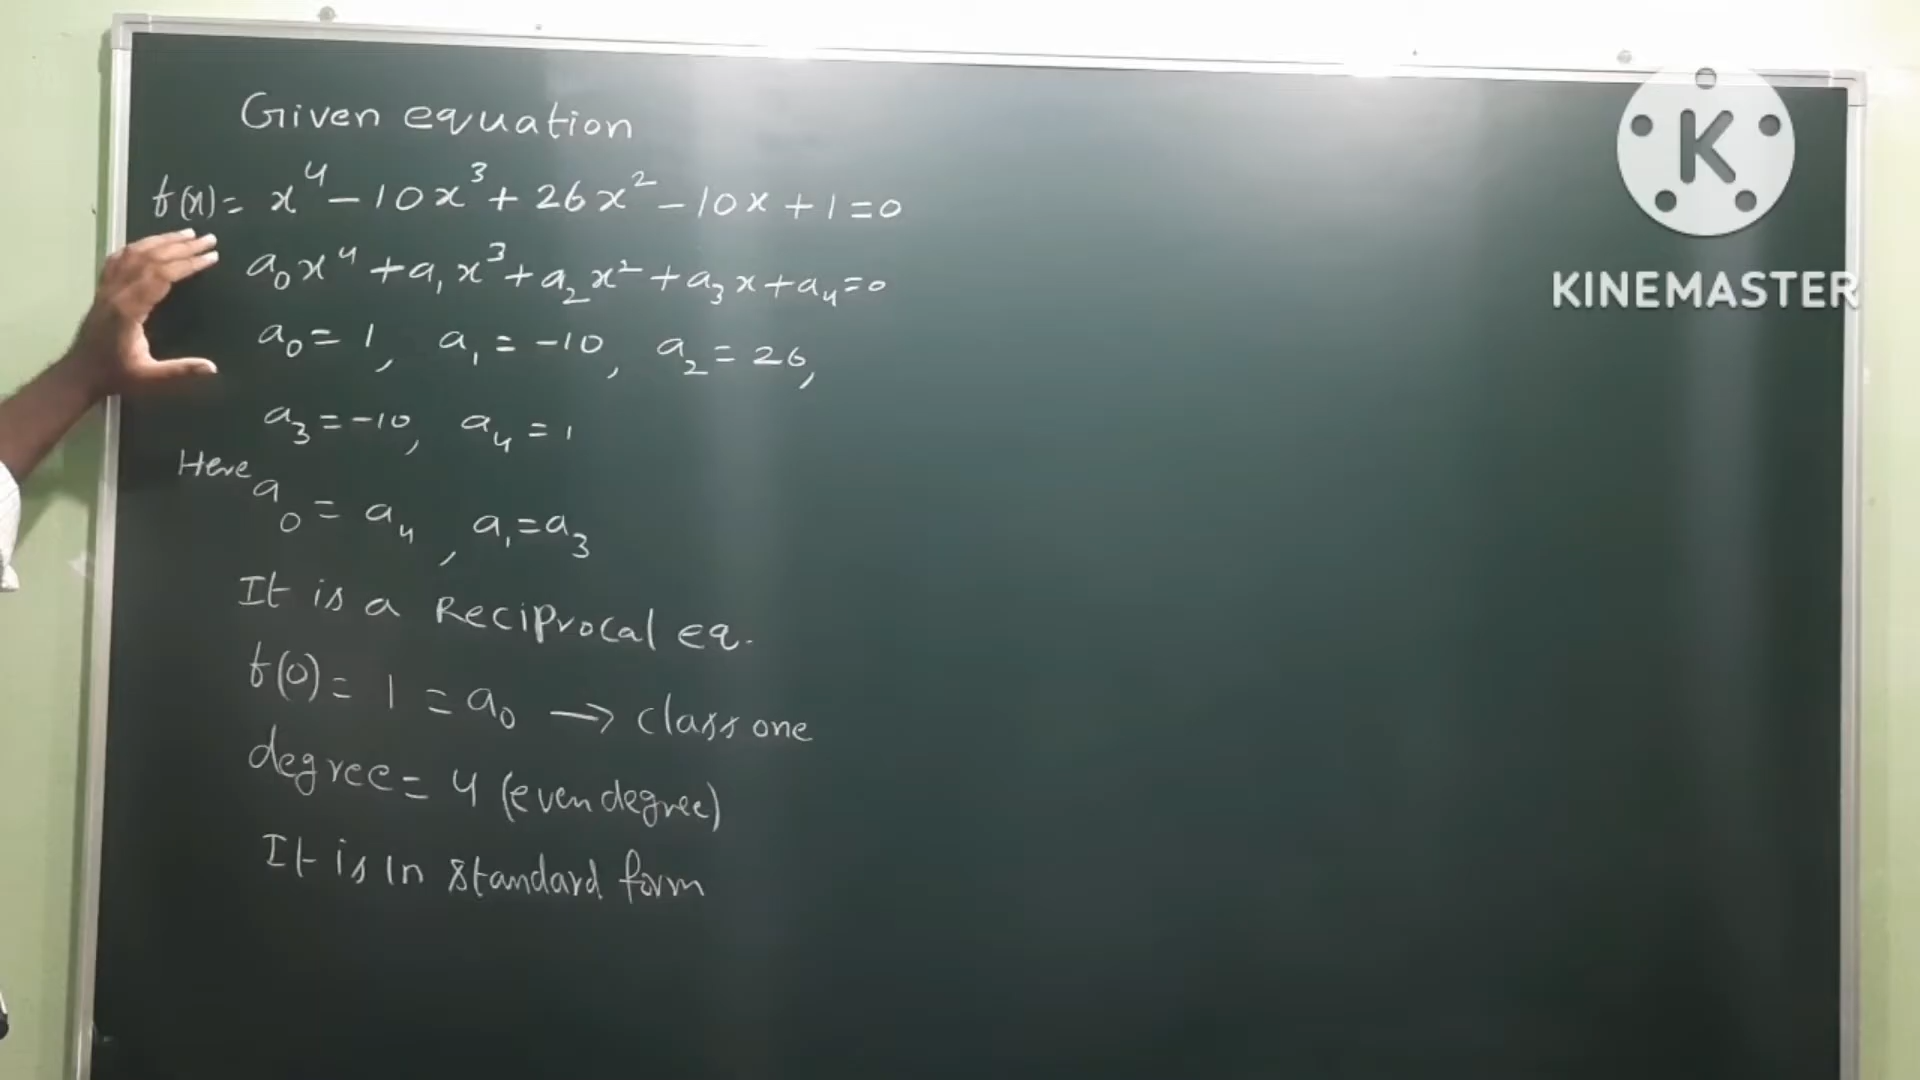 Given equation
f(x) = x⁴ - 10x³ + 26x² - 10x + 1 = 0
a₀x⁴ + a₁x³ + a₂x² + a₃x + a₄ = 0
a₀ = 1, a₁ = -10, a₂ = 26,
a₃ = -10, a₄ = 1
Here a₀ = a₄, a₁ = a₃
It is a Reciprocal eq.
f(0) = 1 = a₀ → class one
degree = 4 (even degree)
It is in standard form
K
KINEMASTER